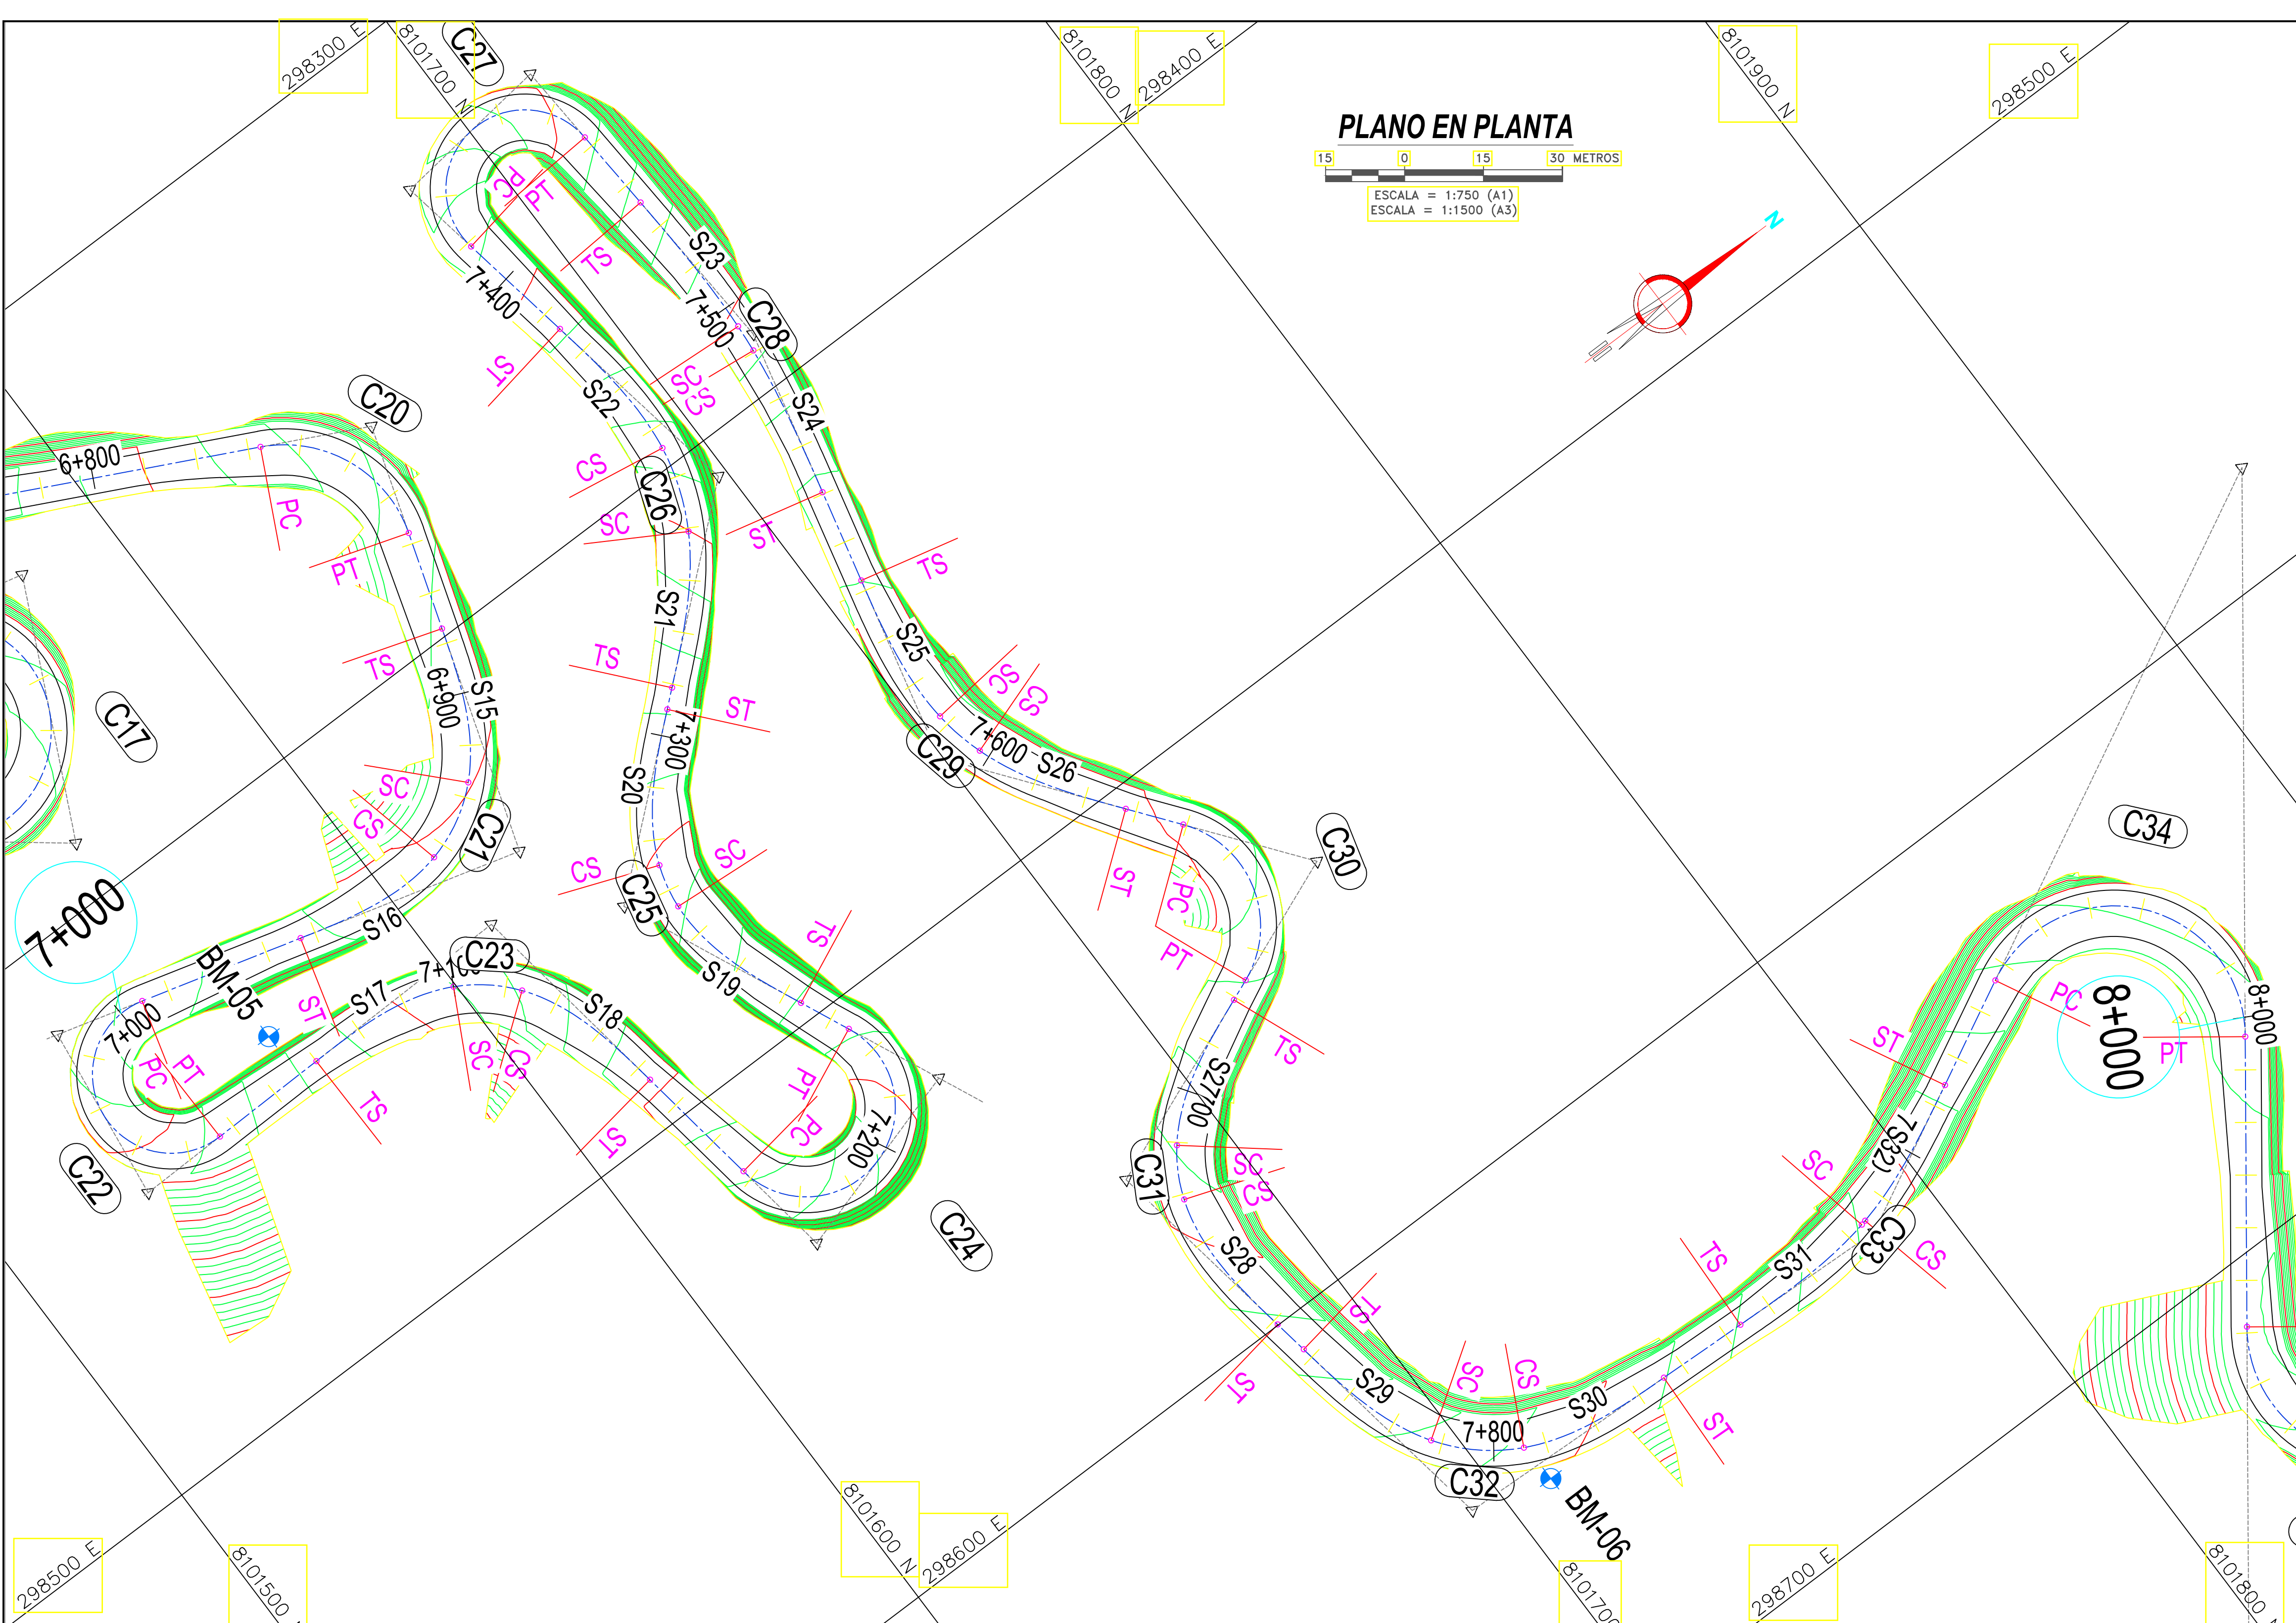 298300 E
8101700 N
C27
8101800 N
298400 E
8101900 N
298500 E
PLANO EN PLANTA
15 0 15 30 METROS
ESCALA = 1:750 (A1)
ESCALA = 1:1500 (A3)
N
PC
PT
TS
S23
7+400
7+500
C28
ST
S22
SC
CS
S24
C20
6+800
CS
C26
PC
SC
ST
PT
TS
S21
S25
TS
6+900
S15
TS
ST
SC
CS
C17
7+300
7+600
S26
C29
S20
SC
CS
C21
C30
C34
CS
SC
ST
PC
C25
7+000
S16
BM-05
C23
TS
PT
S19
7+000
ST
S17
S18
PC
8+000
8+000
PC
PT
TS
SC
CS
ST
PT
TS
ST
PT
PC
7+200
S27
S32
C22
C31
SC
CS
SC
C24
S28
C33
CS
TS
S31
TS
ST
S29
SC
CS
S30
7+800
ST
C32
BM-06
298500 E
8101500
8101600 N
298600 E
8101700
298700 E
8101800